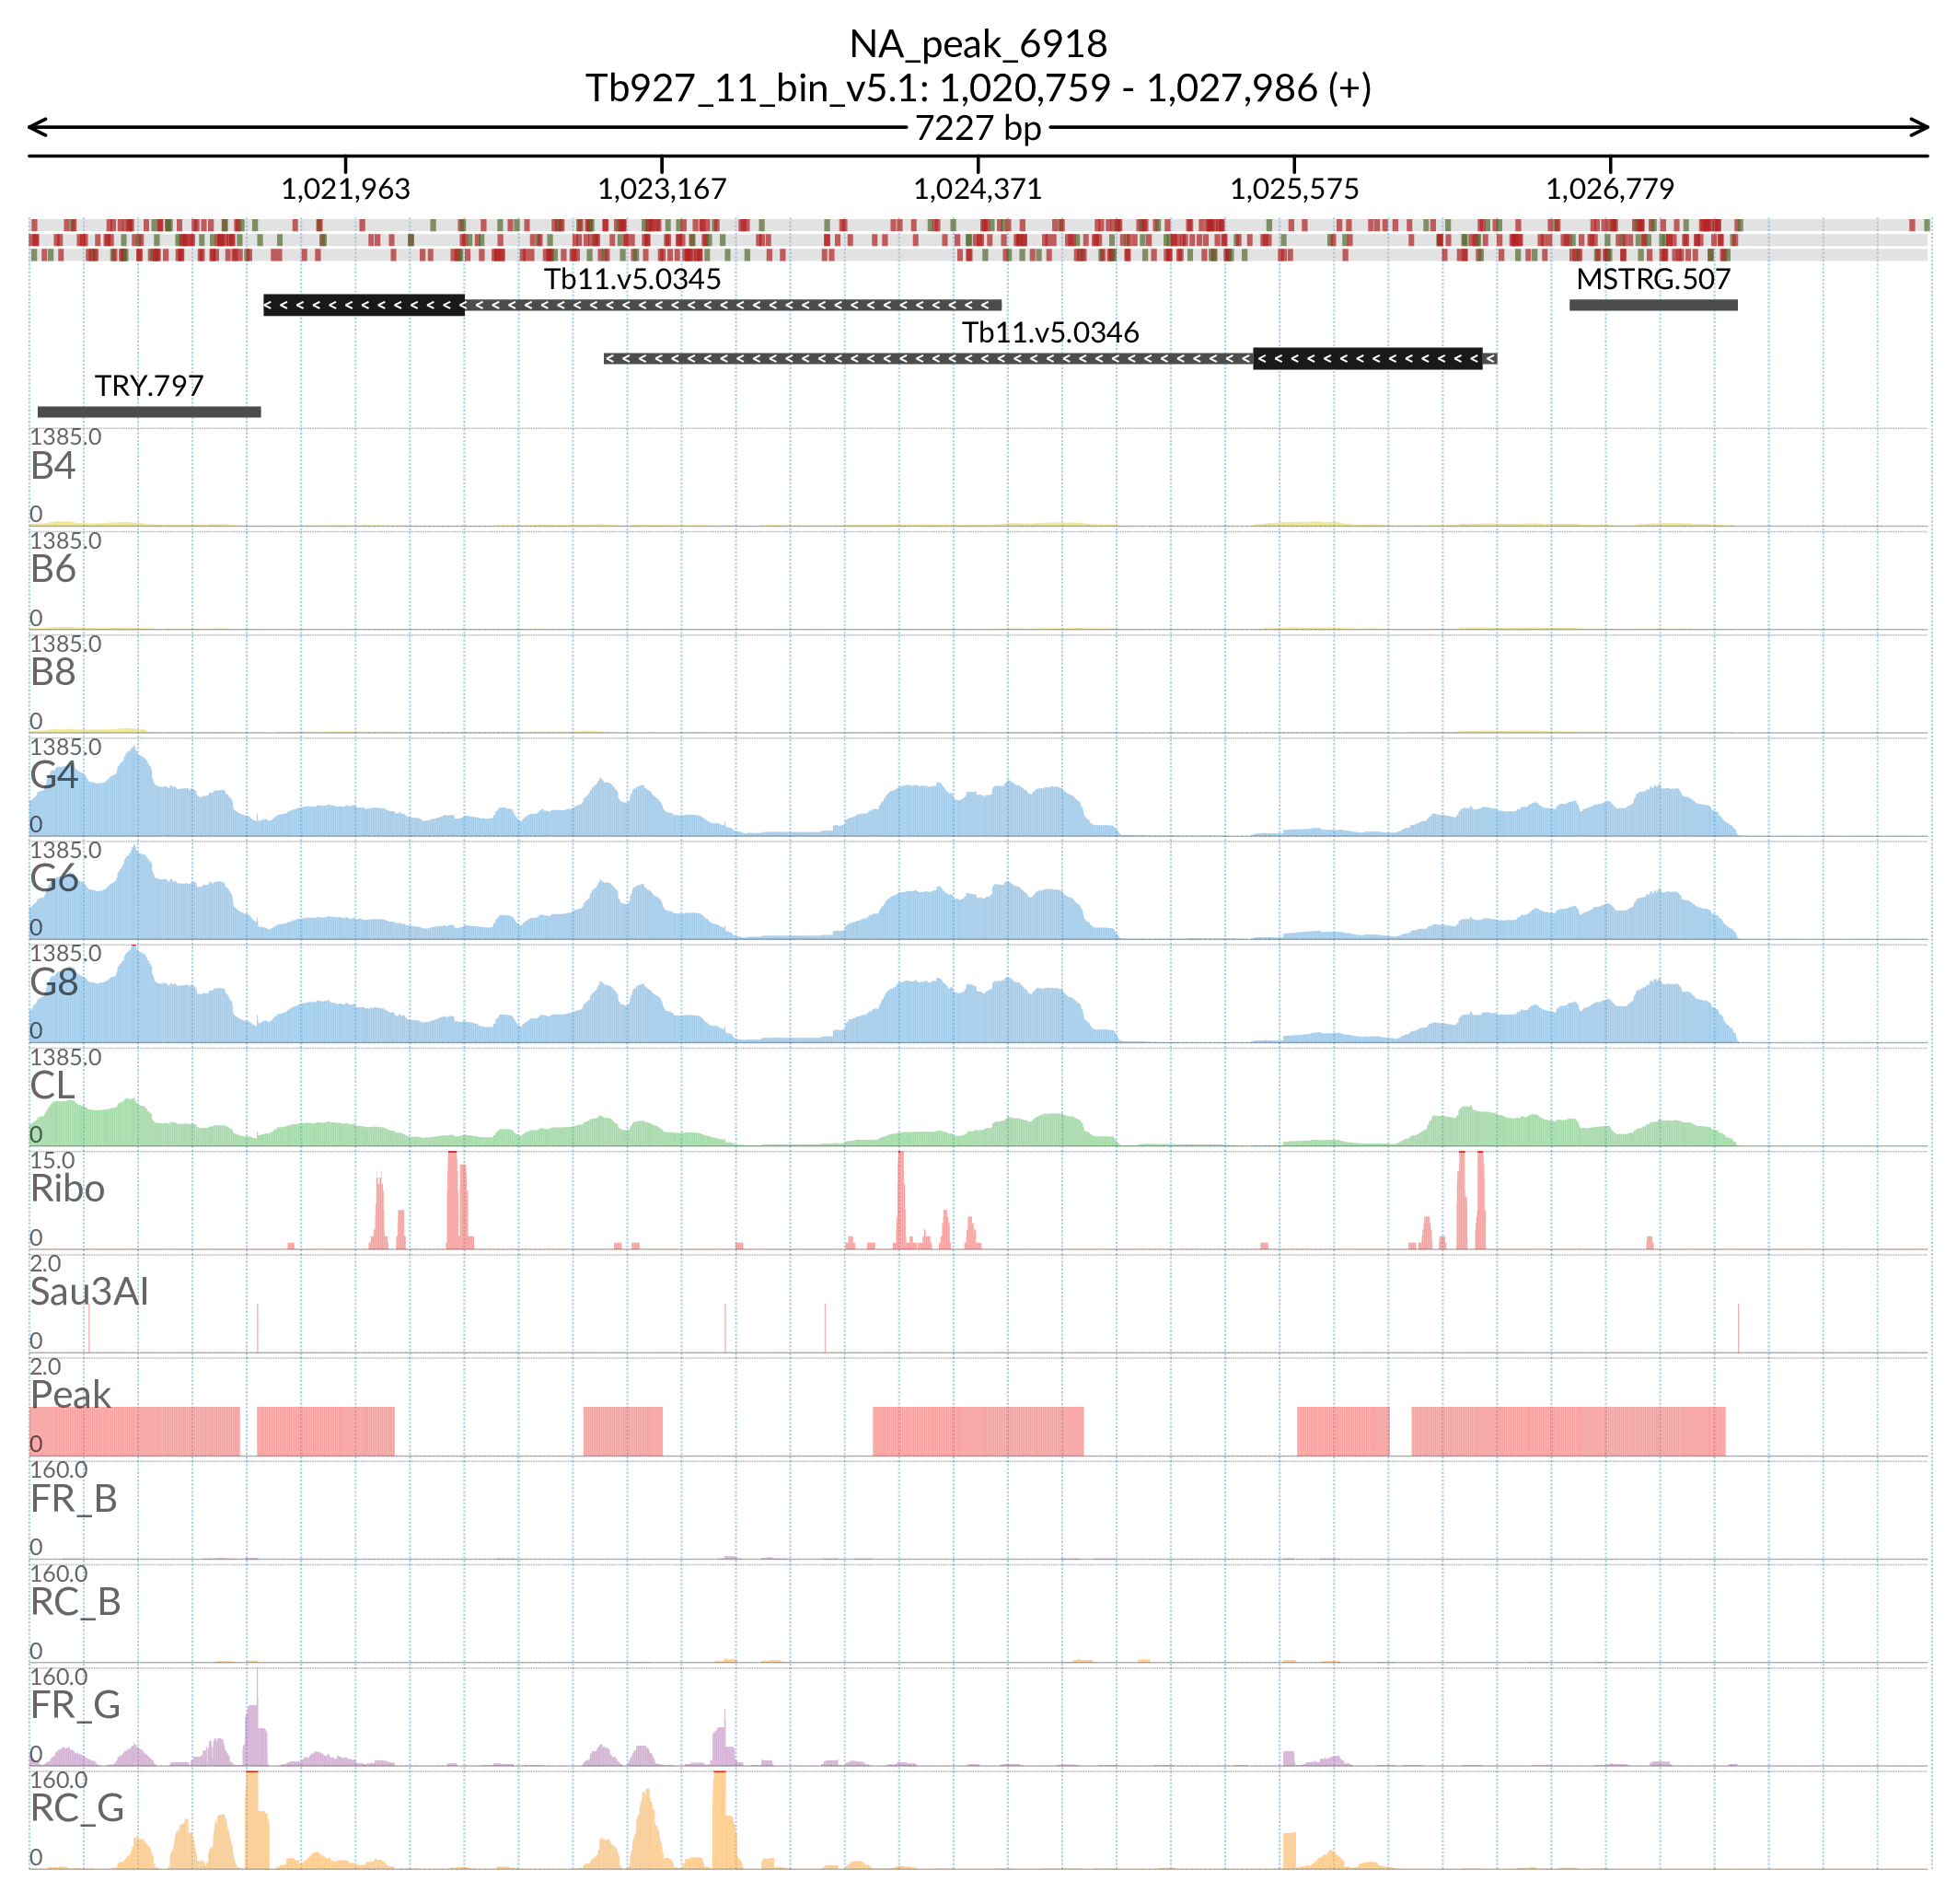 NA_peak_6918
Tb927_11_bin_v5.1: 1,020,759 - 1,027,986 (+)
7227 bp
1,021,963 1,023,167 1,024,371 1,025,575 1,026,779
Tb11.v5.0345 MSTRG.507
Tb11.v5.0346
TRY.797
1385.0
B4
0
1385.0
B6
0
1385.0
B8
0
1385.0
G4
0
1385.0
G6
0
1385.0
G8
0
1385.0
CL
0
15.0
Ribo
0
2.0
Sau3AI
0
2.0
Peak
0
160.0
FR_B
0
160.0
RC_B
0
160.0
FR_G
0
160.0
RC_G
0